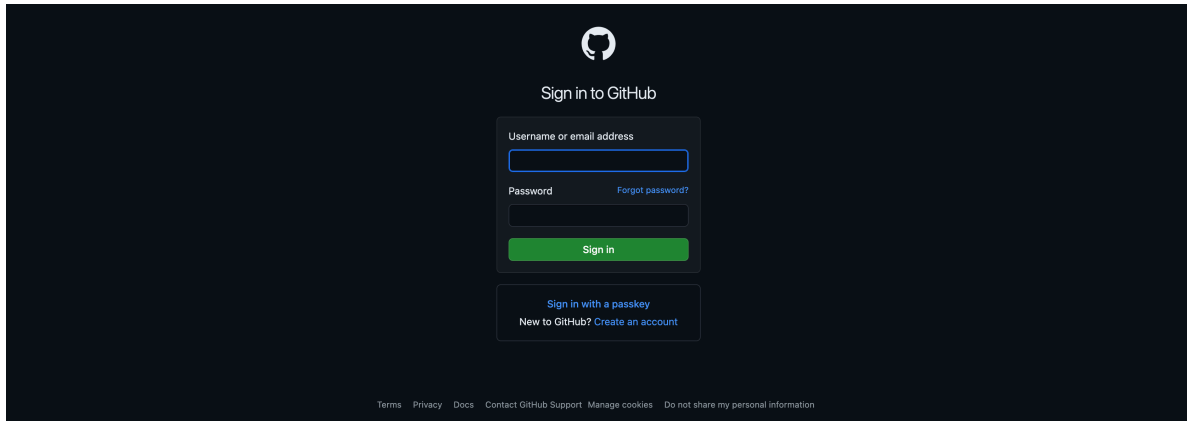 Sign in to GitHub
Username or email address
Password Forgot password?
Sign in
Sign in with a passkey
New to GitHub? Create an account
Terms Privacy Docs Contact GitHub Support Manage cookies Do not share my personal information